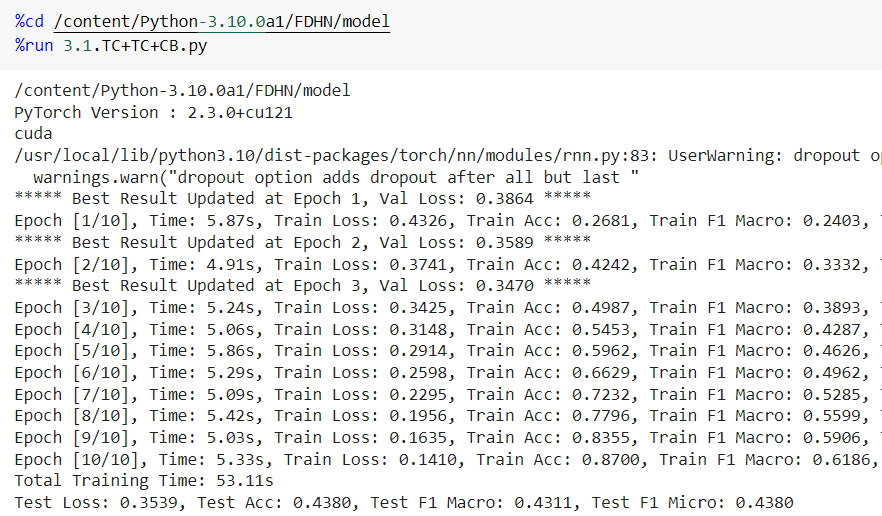 %cd /content/Python-3.10.0a1/FDHN/model
%run 3.1.TC+TC+CB.py
/content/Python-3.10.0a1/FDHN/model
PyTorch Version : 2.3.0+cu121
cuda
/usr/local/lib/python3.10/dist-packages/torch/nn/modules/rnn.py:83: UserWarning: dropout
warnings.warn("dropout option adds dropout after all but last "
***** Best Result Updated at Epoch 1, Val Loss: 0.3864 *****
Epoch [1/10], Time: 5.87s, Train Loss: 0.4326, Train Acc: 0.2681, Train F1 Macro: 0.2403,
***** Best Result Updated at Epoch 2, Val Loss: 0.3589 *****
Epoch [2/10], Time: 4.91s, Train Loss: 0.3741, Train Acc: 0.4242, Train F1 Macro: 0.3332,
***** Best Result Updated at Epoch 3, Val Loss: 0.3470 *****
Epoch [3/10], Time: 5.24s, Train Loss: 0.3425, Train Acc: 0.4987, Train F1 Macro: 0.3893,
Epoch [4/10], Time: 5.06s, Train Loss: 0.3148, Train Acc: 0.5453, Train F1 Macro: 0.4287,
Epoch [5/10], Time: 5.86s, Train Loss: 0.2914, Train Acc: 0.5962, Train F1 Macro: 0.4626,
Epoch [6/10], Time: 5.29s, Train Loss: 0.2598, Train Acc: 0.6629, Train F1 Macro: 0.4962,
Epoch [7/10], Time: 5.09s, Train Loss: 0.2295, Train Acc: 0.7232, Train F1 Macro: 0.5285,
Epoch [8/10], Time: 5.42s, Train Loss: 0.1956, Train Acc: 0.7796, Train F1 Macro: 0.5599,
Epoch [9/10], Time: 5.03s, Train Loss: 0.1635, Train Acc: 0.8355, Train F1 Macro: 0.5906,
Epoch [10/10], Time: 5.33s, Train Loss: 0.1410, Train Acc: 0.8700, Train F1 Macro: 0.6186,
Total Training Time: 53.11s
Test Loss: 0.3539, Test Acc: 0.4380, Test F1 Macro: 0.4311, Test F1 Micro: 0.4380